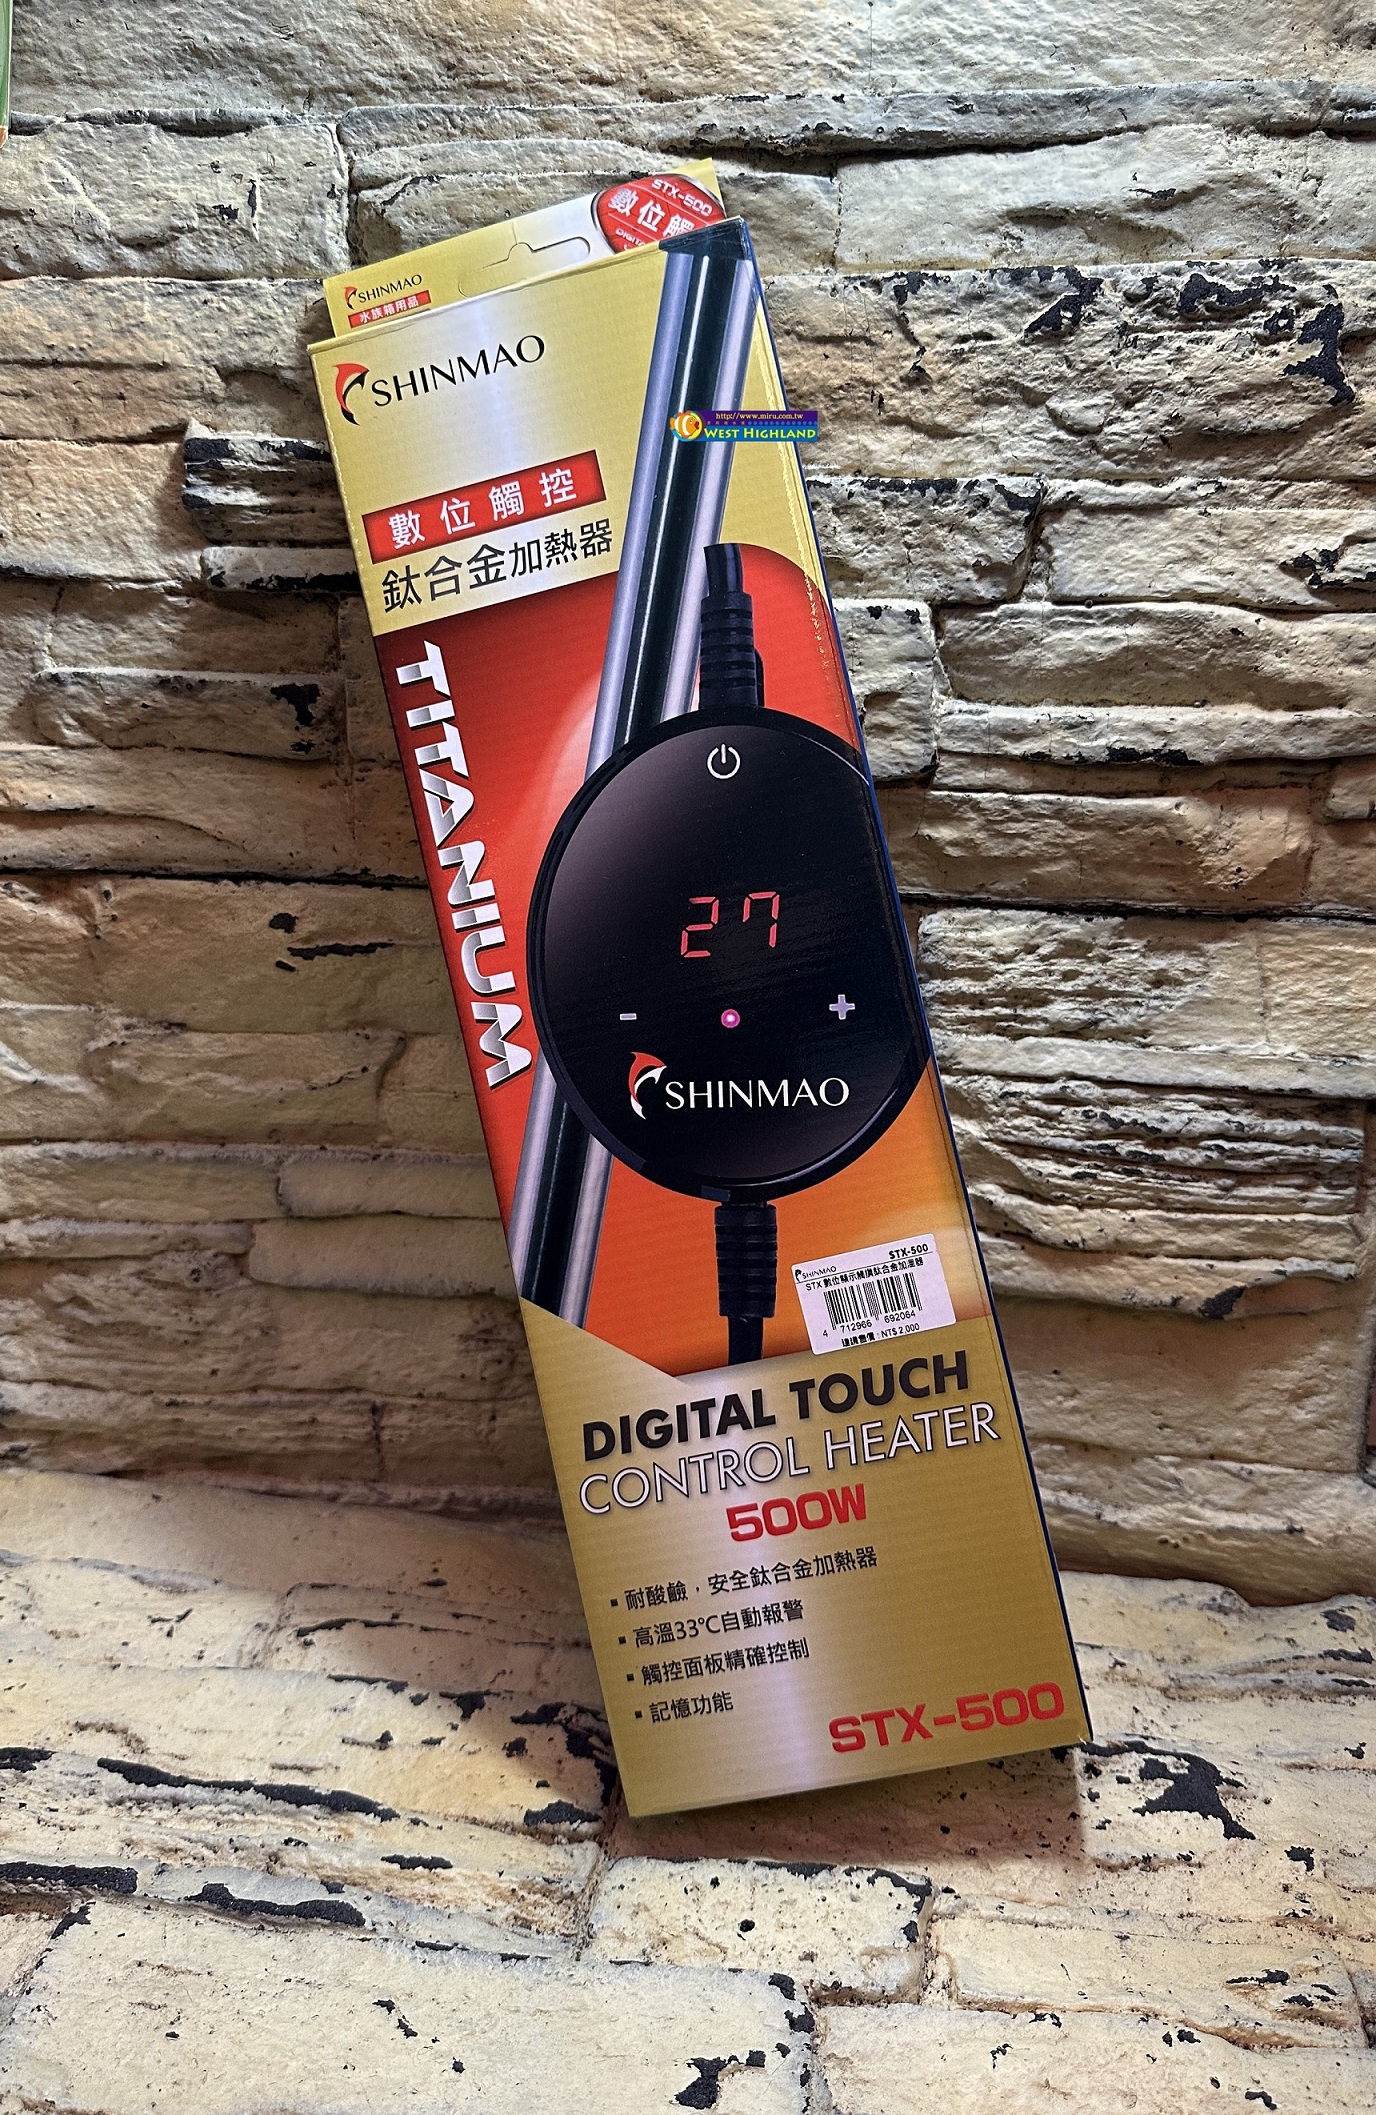 STX-500
數位觸
SHINMAO
水族箱用品
SHINMAO
http://www.miru.com.tw
WEST HIGHLAND
數位觸控
鈦合金加熱器
TITANIUM
27
- +
SHINMAO
STX-500
SHINMAO
STX 數位顯示觸摸鈦合金加溫器
4 712966 692064
建議售價:NT$ 2,000
DIGITAL TOUCH
CONTROL HEATER
500W
▪ 耐酸鹼,安全鈦合金加熱器
▪ 高溫33°C自動報警
▪ 觸控面板精確控制
▪ 記憶功能
STX-500